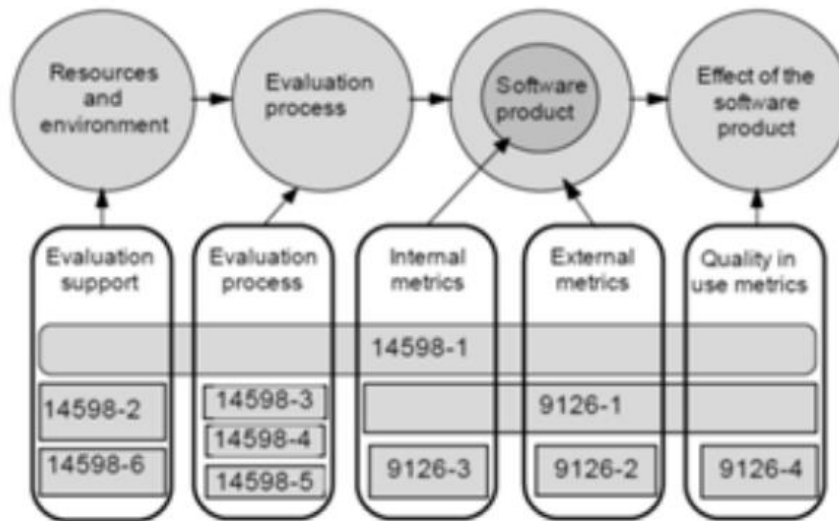 Resources
and
environment
Evaluation
process
Software
product
Effect of the
software
product
Evaluation
support
Evaluation
process
Internal
metrics
External
metrics
Quality in
use metrics
14598-1
14598-2
14598-3
9126-1
14598-4
14598-6
14598-5
9126-3
9126-2
9126-4